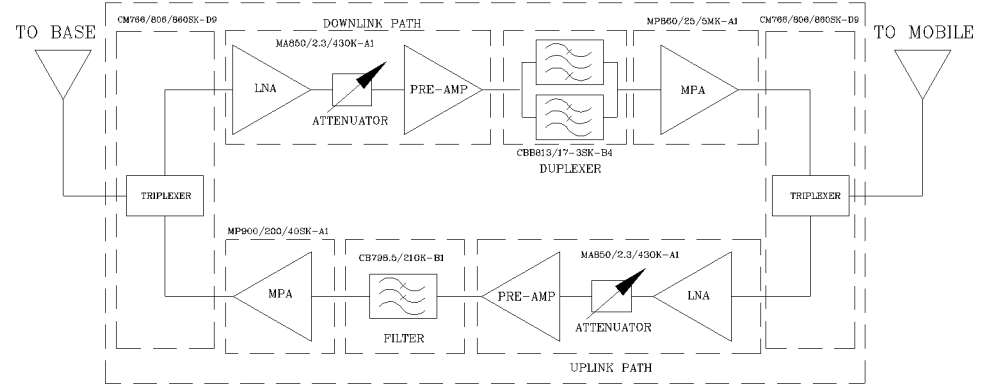 CM766/806/860SK-D9
DOWNLINK PATH
MP860/25/5MK-A1
CM766/806/860SK-D9
TO BASE
TO MOBILE
MA850/2.3/430K-A1
LNA
PRE-AMP
MPA
ATTENUATOR
CBB813/17-3SK-B4
DUPLEXER
TRIPLEXER
TRIPLEXER
MP900/200/40SK-A1
CB798.5/210K-B1
MA850/2.3/430K-A1
MPA
PRE-AMP
LNA
FILTER
ATTENUATOR
UPLINK PATH